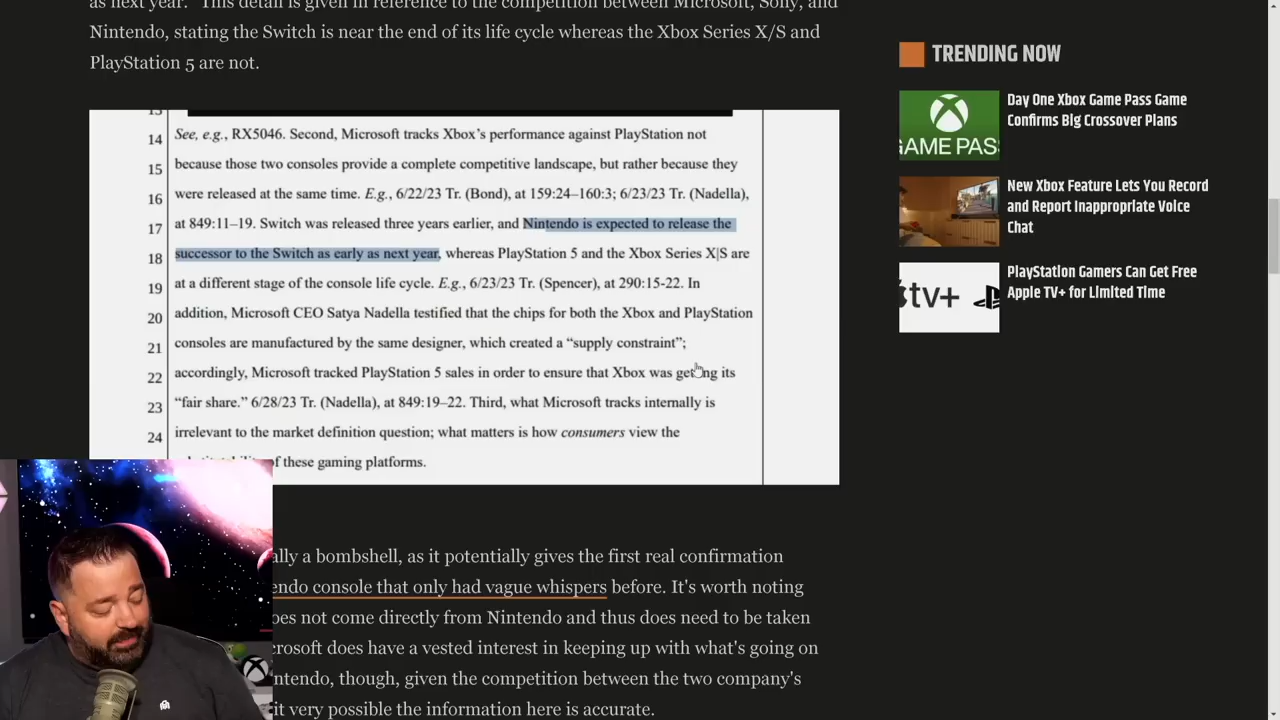 as next year." This detail is given in reference to the competition between Microsoft, Sony, and
Nintendo, stating the Switch is near the end of its life cycle whereas the Xbox Series X/S and
PlayStation 5 are not.
13
14 See, e.g., RX5046. Second, Microsoft tracks Xbox's performance against PlayStation not
15 because those two consoles provide a complete competitive landscape, but rather because they
16 were released at the same time. E.g., 6/22/23 Tr. (Bond), at 159:24–160:3; 6/23/23 Tr. (Nadella),
17 at 849:11–19. Switch was released three years earlier, and Nintendo is expected to release the
18 successor to the Switch as early as next year, whereas PlayStation 5 and the Xbox Series X|S are
19 at a different stage of the console life cycle. E.g., 6/23/23 Tr. (Spencer), at 290:15-22. In
20 addition, Microsoft CEO Satya Nadella testified that the chips for both the Xbox and PlayStation
21 consoles are manufactured by the same designer, which created a “supply constraint”;
22 accordingly, Microsoft tracked PlayStation 5 sales in order to ensure that Xbox was getting its
23 “fair share.” 6/28/23 Tr. (Nadella), at 849:19–22. Third, what Microsoft tracks internally is
24 irrelevant to the market definition question; what matters is how consumers view the
of these gaming platforms.
ally a bombshell, as it potentially gives the first real confirmation
endo console that only had vague whispers before. It's worth noting
oes not come directly from Nintendo and thus does need to be taken
crosoft does have a vested interest in keeping up with what's going on
ntendo, though, given the competition between the two company's
it very possible the information here is accurate.
TRENDING NOW
GAME PASS
Day One Xbox Game Pass Game
Confirms Big Crossover Plans
New Xbox Feature Lets You Record
and Report Inappropriate Voice
Chat
tv+
PlayStation Gamers Can Get Free
Apple TV+ for Limited Time